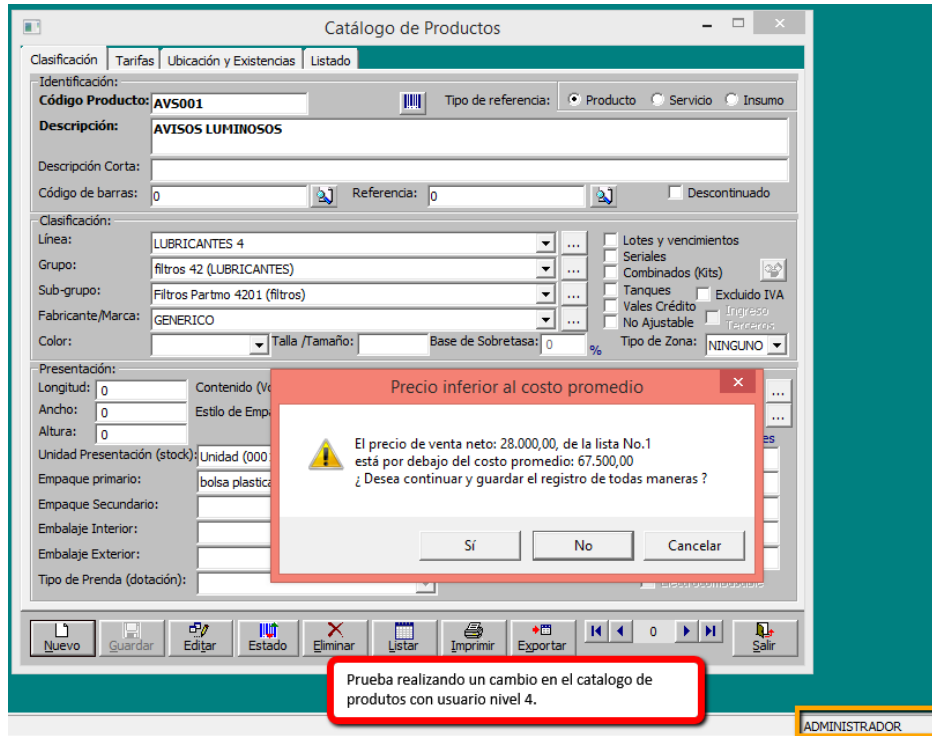 Catálogo de Productos
Clasificación Tarifas Ubicación y Existencias Listado
Identificación:
Código Producto: AVS001 Tipo de referencia: Producto Servicio Insumo
Descripción: AVISOS LUMINOSOS
Descripción Corta:
Código de barras: 0 Referencia: 0 Descontinuado
Clasificación:
Línea: LUBRICANTES 4 ... Lotes y vencimientos
Seriales
Grupo: filtros 42 (LUBRICANTES) ... Combinados (Kits)
Sub-grupo: Filtros Partmo 4201 (filtros) ... Tanques Excluido IVA
Vales Crédito Ingreso
Fabricante/Marca: GENERICO ... No Ajustable Terceros
Color: Talla /Tamaño: Base de Sobretasa: 0 % Tipo de Zona: NINGUNO
Presentación:
Longitud: 0 Contenido (Vo ...
Ancho: 0 Estilo de Emp ...
Altura: 0 es
Unidad Presentación (stock): Unidad (000
Empaque primario: bolsa plastica
Empaque Secundario:
Embalaje Interior:
Embalaje Exterior:
Tipo de Prenda (dotación):
Precio inferior al costo promedio
El precio de venta neto: 28.000,00, de la lista No.1
está por debajo del costo promedio: 67.500,00
¿ Desea continuar y guardar el registro de todas maneras ?
Sí No Cancelar
Nuevo Guardar Editar Estado Eliminar Listar Imprimir Exportar 0 Salir
Prueba realizando un cambio en el catalogo de
produtos con usuario nivel 4.
ADMINISTRADOR